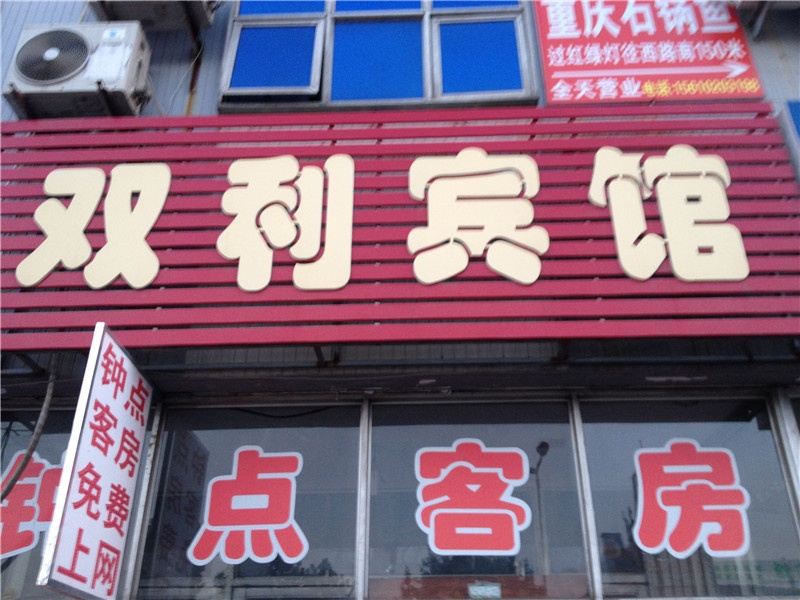 重庆石锅鱼
过红绿灯往西路南150米
全天营业
双利宾馆
钟点
客房
免费
上网
钟点客房